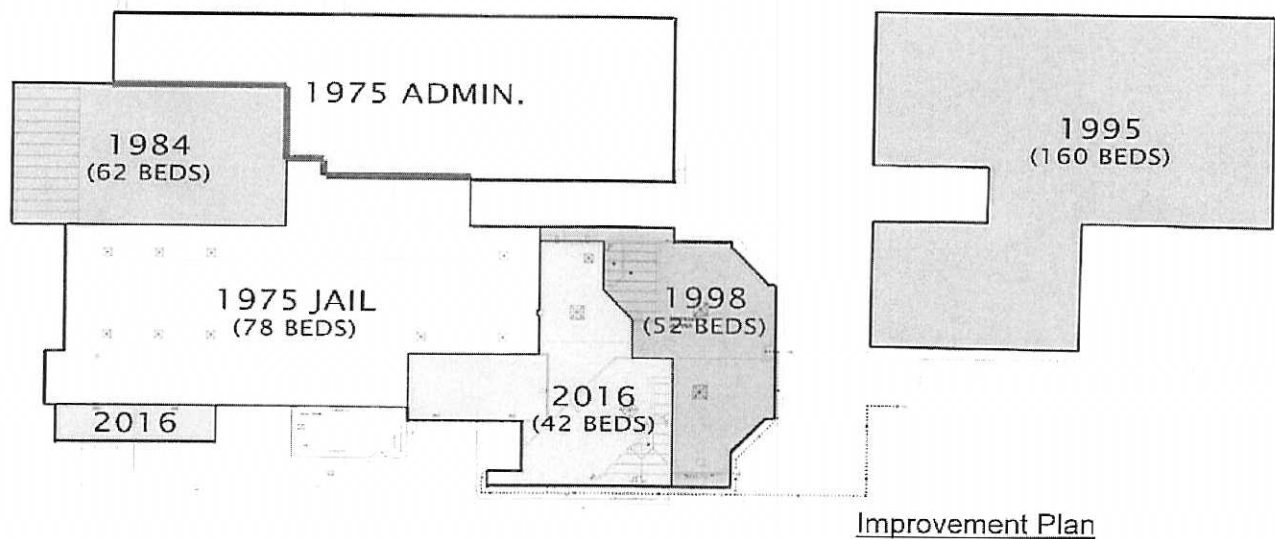 1975 ADMIN.
1984
(62 BEDS)
1995
(160 BEDS)
1975 JAIL
(78 BEDS)
1998
(52 BEDS)
2016
(42 BEDS)
2016
Improvement Plan